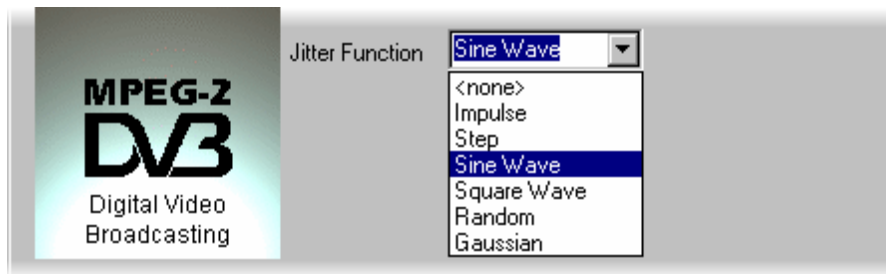 MPEG-2
DVB
Digital Video
Broadcasting
Jitter Function
Sine Wave
<none>
Impulse
Step
Sine Wave
Square Wave
Random
Gaussian